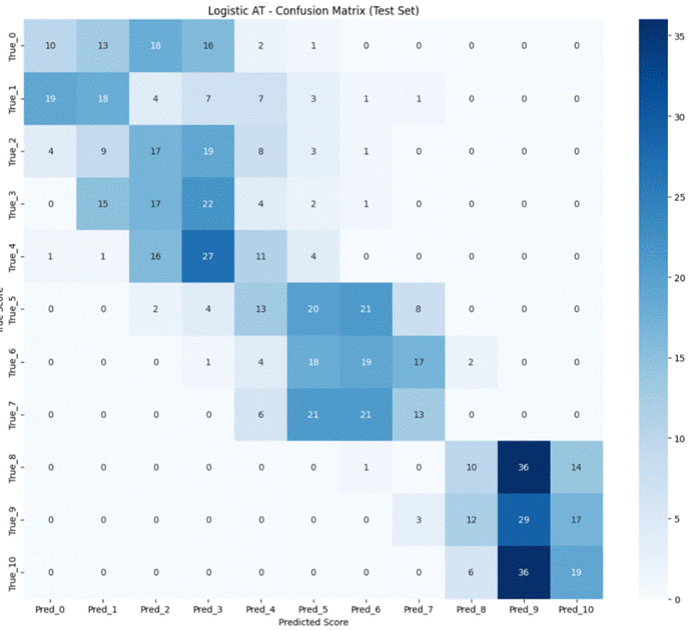 Logistic AT - Confusion Matrix (Test Set)
True_0 10 13 18 16 2 1 0 0 0 0 0
True_1 19 18 4 7 7 3 1 1 0 0 0
True_2 4 9 17 19 8 3 1 0 0 0 0
True_3 0 15 17 22 4 2 1 0 0 0 0
True_4 1 1 16 27 11 4 0 0 0 0 0
True_5 0 0 2 4 13 20 21 8 0 0 0
True_6 0 0 0 1 4 18 19 17 2 0 0
True_7 0 0 0 0 6 21 21 13 0 0 0
True_8 0 0 0 0 0 0 1 0 10 36 14
True_9 0 0 0 0 0 0 0 3 12 29 17
True_10 0 0 0 0 0 0 0 0 6 36 19
Pred_0 Pred_1 Pred_2 Pred_3 Pred_4 Pred_5 Pred_6 Pred_7 Pred_8 Pred_9 Pred_10
Predicted Score
True Score
35
30
25
20
15
10
5
0